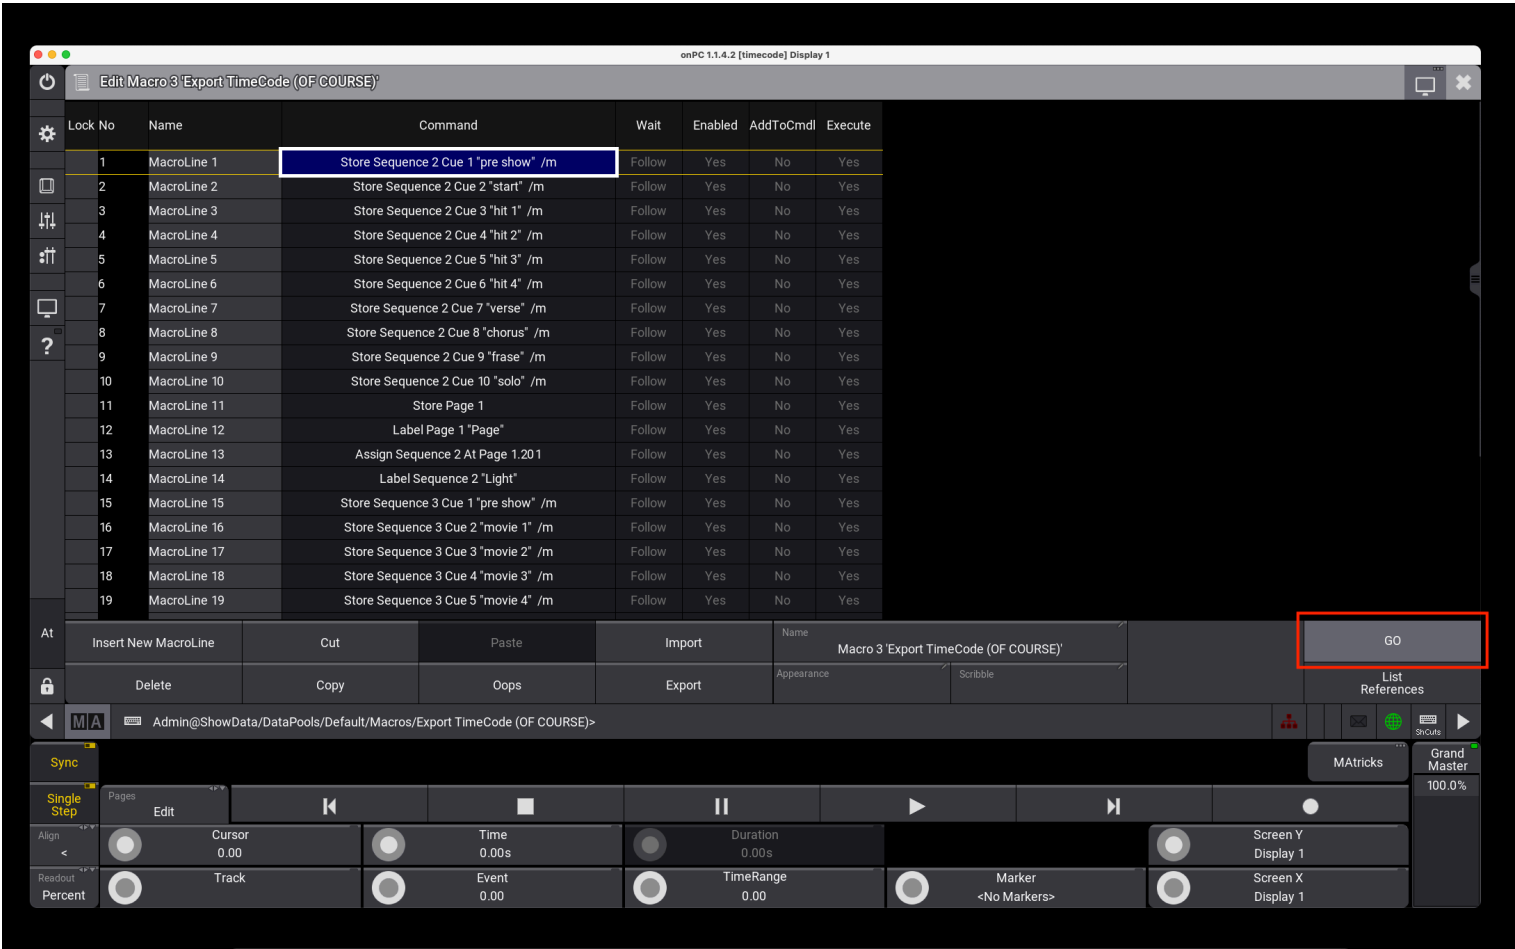 onPC 1.1.4.2 [timecode] Display 1
Edit Macro 3 'Export TimeCode (OF COURSE)'
Lock No Name Command Wait Enabled AddToCmdl Execute
1 MacroLine 1 Store Sequence 2 Cue 1 "pre show" /m Follow Yes No Yes
2 MacroLine 2 Store Sequence 2 Cue 2 "start" /m Follow Yes No Yes
3 MacroLine 3 Store Sequence 2 Cue 3 "hit 1" /m Follow Yes No Yes
4 MacroLine 4 Store Sequence 2 Cue 4 "hit 2" /m Follow Yes No Yes
5 MacroLine 5 Store Sequence 2 Cue 5 "hit 3" /m Follow Yes No Yes
6 MacroLine 6 Store Sequence 2 Cue 6 "hit 4" /m Follow Yes No Yes
7 MacroLine 7 Store Sequence 2 Cue 7 "verse" /m Follow Yes No Yes
8 MacroLine 8 Store Sequence 2 Cue 8 "chorus" /m Follow Yes No Yes
9 MacroLine 9 Store Sequence 2 Cue 9 "frase" /m Follow Yes No Yes
10 MacroLine 10 Store Sequence 2 Cue 10 "solo" /m Follow Yes No Yes
11 MacroLine 11 Store Page 1 Follow Yes No Yes
12 MacroLine 12 Label Page 1 "Page" Follow Yes No Yes
13 MacroLine 13 Assign Sequence 2 At Page 1.201 Follow Yes No Yes
14 MacroLine 14 Label Sequence 2 "Light" Follow Yes No Yes
15 MacroLine 15 Store Sequence 3 Cue 1 "pre show" /m Follow Yes No Yes
16 MacroLine 16 Store Sequence 3 Cue 2 "movie 1" /m Follow Yes No Yes
17 MacroLine 17 Store Sequence 3 Cue 3 "movie 2" /m Follow Yes No Yes
18 MacroLine 18 Store Sequence 3 Cue 4 "movie 3" /m Follow Yes No Yes
19 MacroLine 19 Store Sequence 3 Cue 5 "movie 4" /m Follow Yes No Yes
At
Insert New MacroLine Cut Paste Import
Name
Macro 3 'Export TimeCode (OF COURSE)'
GO
Delete Copy Oops Export
Appearance Scribble
List
References
MA Admin@ShowData/DataPools/Default/Macros/Export TimeCode (OF COURSE)>
ShCuts
Sync
MAtricks
Grand
Master
100.0%
Single
Step
Pages
Edit
Align
<
Cursor
0.00
Time
0.00s
Duration
0.00s
Screen Y
Display 1
Readout
Percent
Track
Event
0.00
TimeRange
0.00
Marker
<No Markers>
Screen X
Display 1